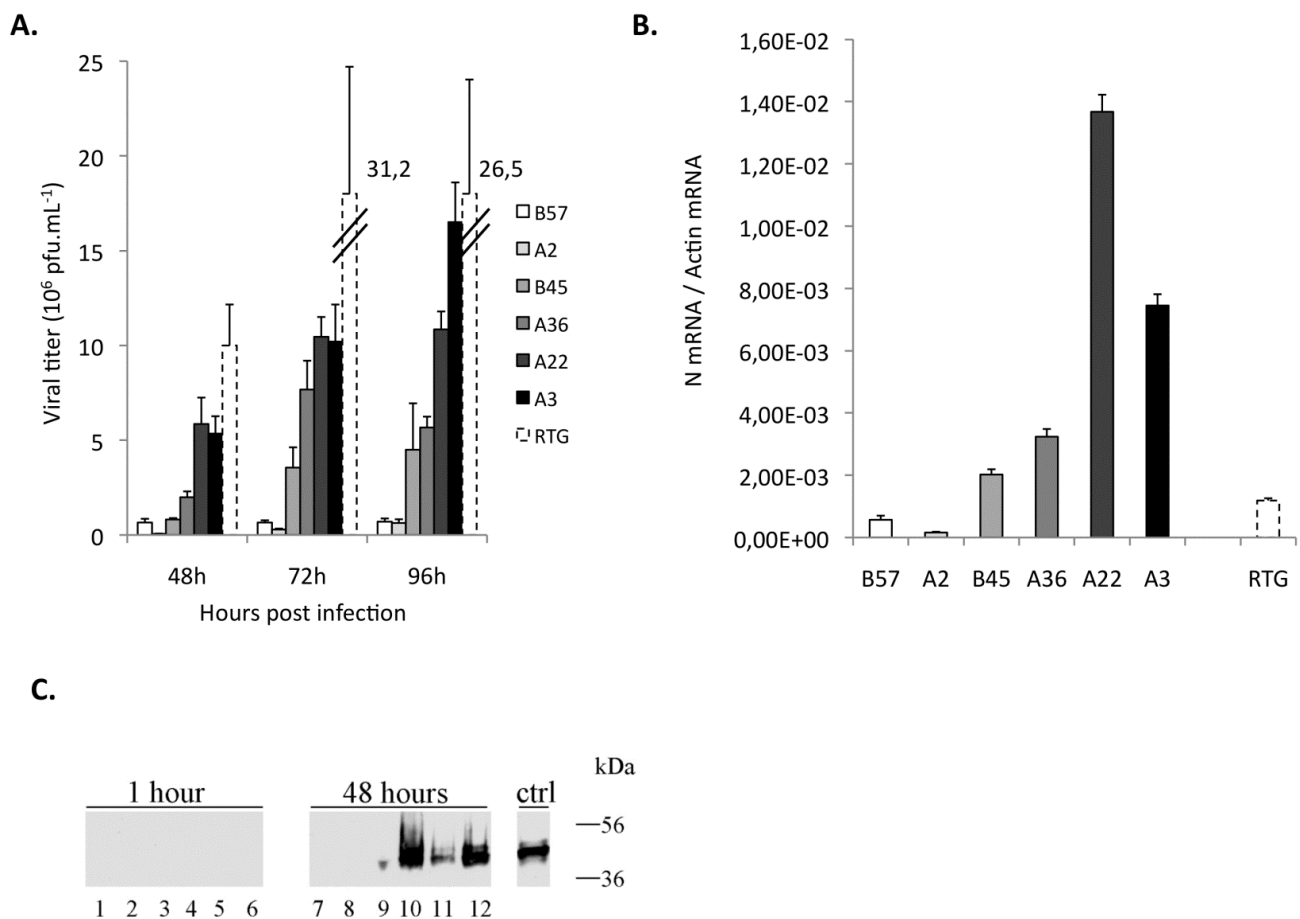 A.
25
20
15
10
5
0
Viral titer (10⁶ pfu.mL⁻¹)
31,2
26,5
48h
72h
96h
Hours post infection
B57
A2
B45
A36
A22
A3
RTG
B.
1,60E-02
1,40E-02
1,20E-02
1,00E-02
8,00E-03
6,00E-03
4,00E-03
2,00E-03
0,00E+00
N mRNA / Actin mRNA
B57 A2 B45 A36 A22 A3 RTG
C.
kDa
1 hour 48 hours ctrl
56
36
1 2 3 4 5 6 7 8 9 10 11 12